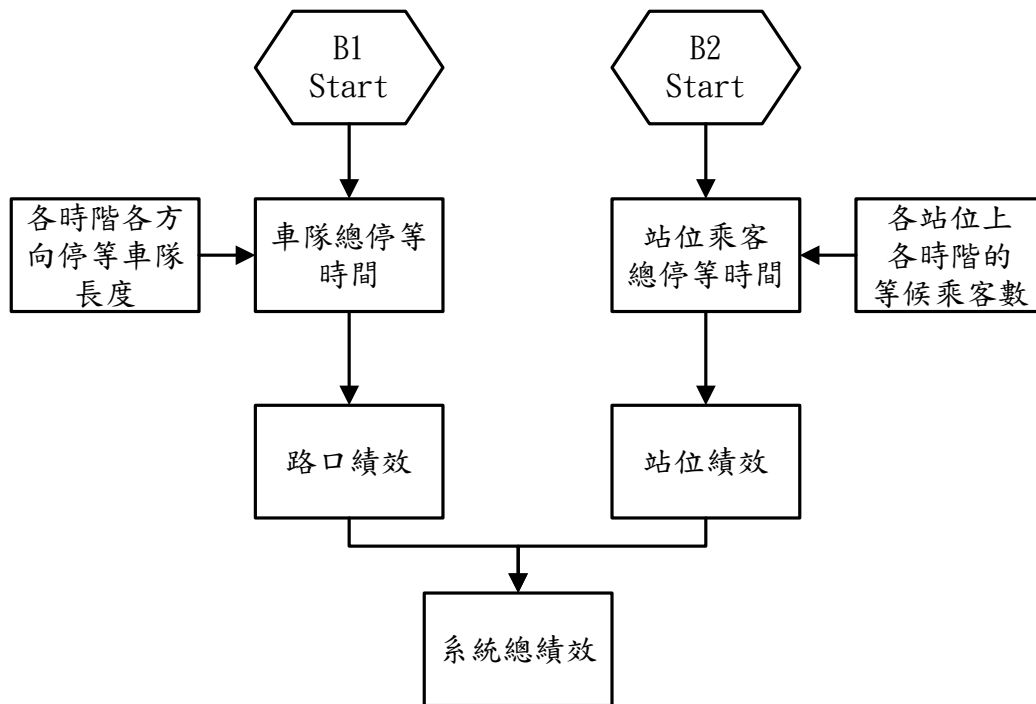 B1
Start
B2
Start
各時階各方
向停等車隊
長度
車隊總停等
時間
站位乘客
總停等時間
各站位上
各時階的
等候乘客數
路口績效
站位績效
系統總績效